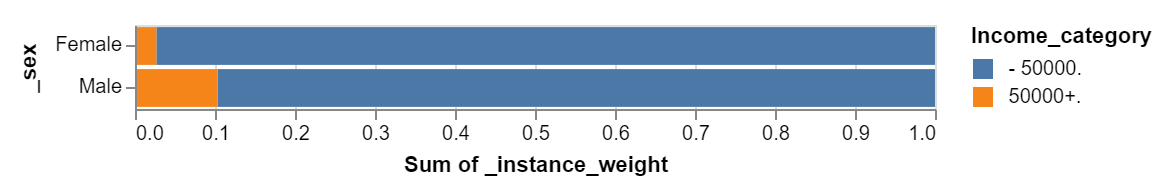 _sex
Female
Male
0.0 0.1 0.2 0.3 0.4 0.5 0.6 0.7 0.8 0.9 1.0
Sum of _instance_weight
Income_category
- 50000.
50000+.